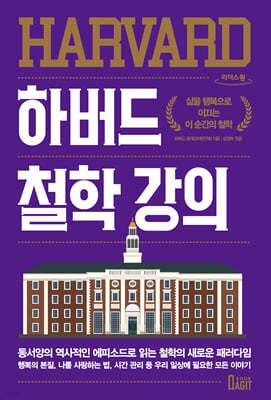 HARVARD
리더스원
하버드
삶을 행복으로
이끄는
이 순간의 철학
철학 강의
동서양의 역사적인 에피소드로 읽는 철학의 새로운 패러다임
행복의 본질, 나를 사랑하는 법, 시간 관리 등 우리 일상에 필요한 모든 이야기
BOOK
AGIT